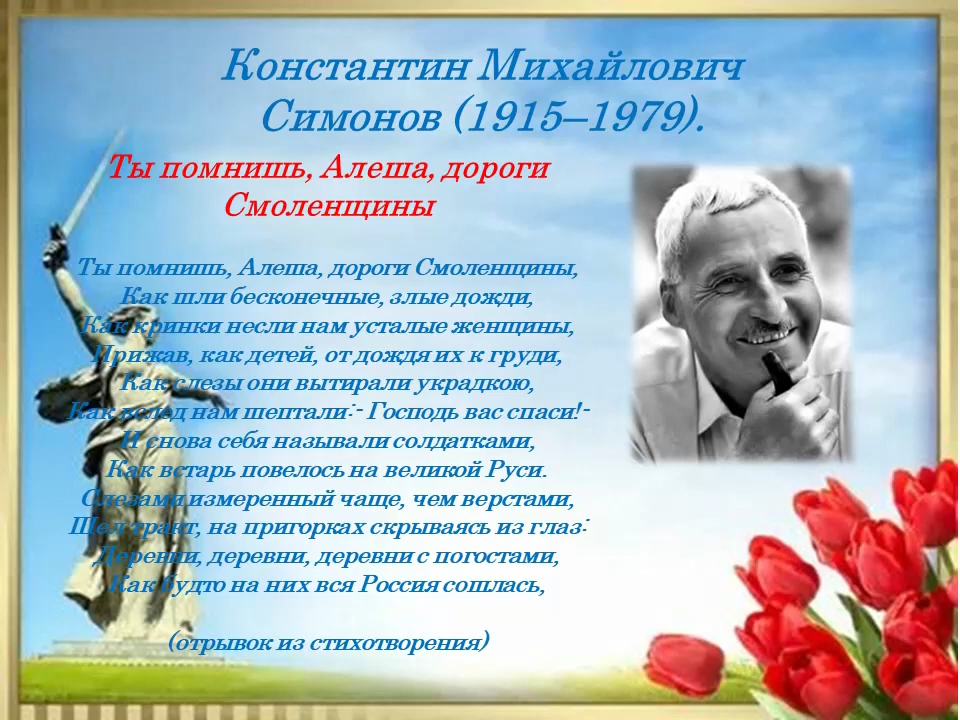 Константин Михайлович
Симонов (1915–1979).
Ты помнишь, Алеша, дороги
Смоленщины
Ты помнишь, Алеша, дороги Смоленщины,
Как шли бесконечные, злые дожди,
Как кринки несли нам усталые женщины,
Прижав, как детей, от дождя их к груди,
Как слезы они вытирали украдкою,
Как вслед нам шептали:- Господь вас спаси!-
И снова себя называли солдатками,
Как встарь повелось на великой Руси.
Слезами измеренный чаще, чем верстами,
Шел тракт, на пригорках скрываясь из глаз:
Деревни, деревни, деревни с погостами,
Как будто на них вся Россия сошлась,
(отрывок из стихотворения)